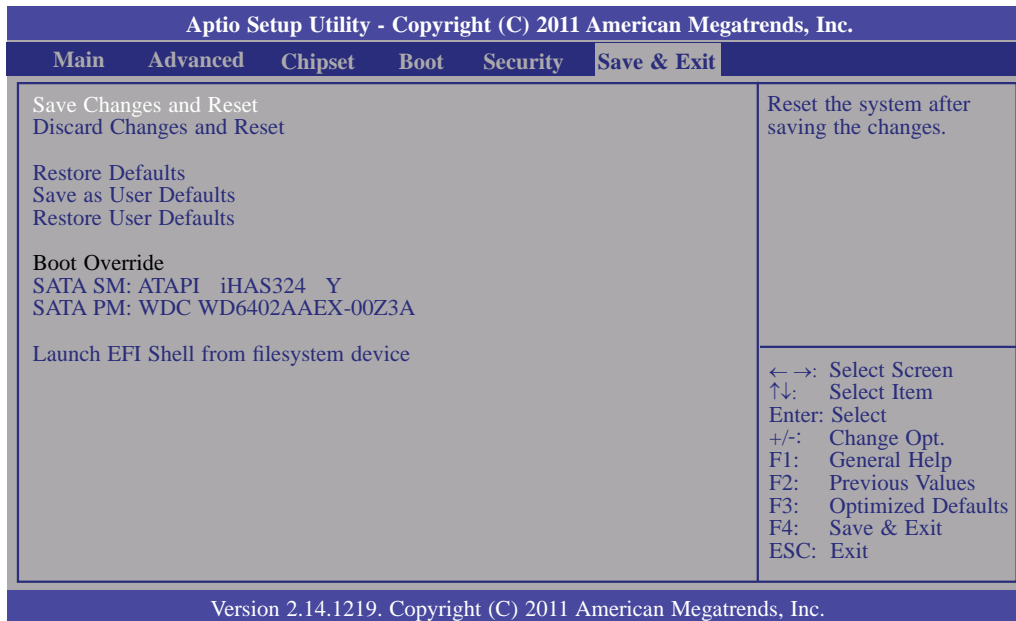 Aptio Setup Utility - Copyright (C) 2011 American Megatrends, Inc.
Main Advanced Chipset Boot Security Save & Exit
Save Changes and Reset
Discard Changes and Reset
Restore Defaults
Save as User Defaults
Restore User Defaults
Boot Override
SATA SM: ATAPI iHAS324 Y
SATA PM: WDC WD6402AAEX-00Z3A
Launch EFI Shell from filesystem device
Reset the system after
saving the changes.
← →: Select Screen
↑↓: Select Item
Enter: Select
+/-: Change Opt.
F1: General Help
F2: Previous Values
F3: Optimized Defaults
F4: Save & Exit
ESC: Exit
Version 2.14.1219. Copyright (C) 2011 American Megatrends, Inc.